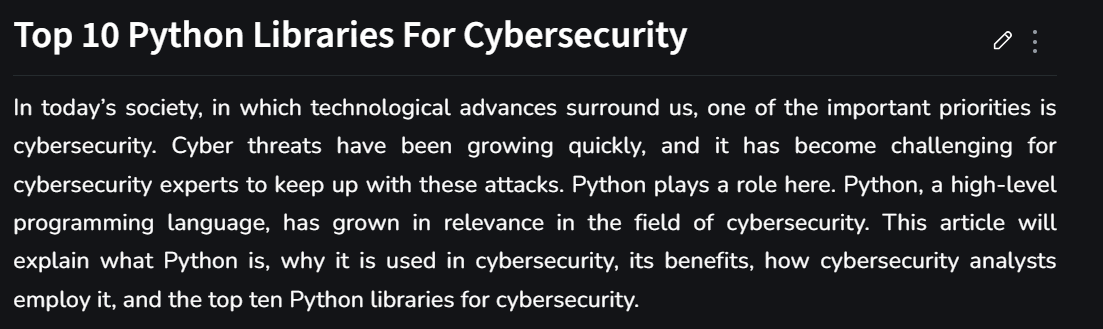 Top 10 Python Libraries For Cybersecurity
In today’s society, in which technological advances surround us, one of the important priorities is
cybersecurity. Cyber threats have been growing quickly, and it has become challenging for
cybersecurity experts to keep up with these attacks. Python plays a role here. Python, a high-level
programming language, has grown in relevance in the field of cybersecurity. This article will
explain what Python is, why it is used in cybersecurity, its benefits, how cybersecurity analysts
employ it, and the top ten Python libraries for cybersecurity.